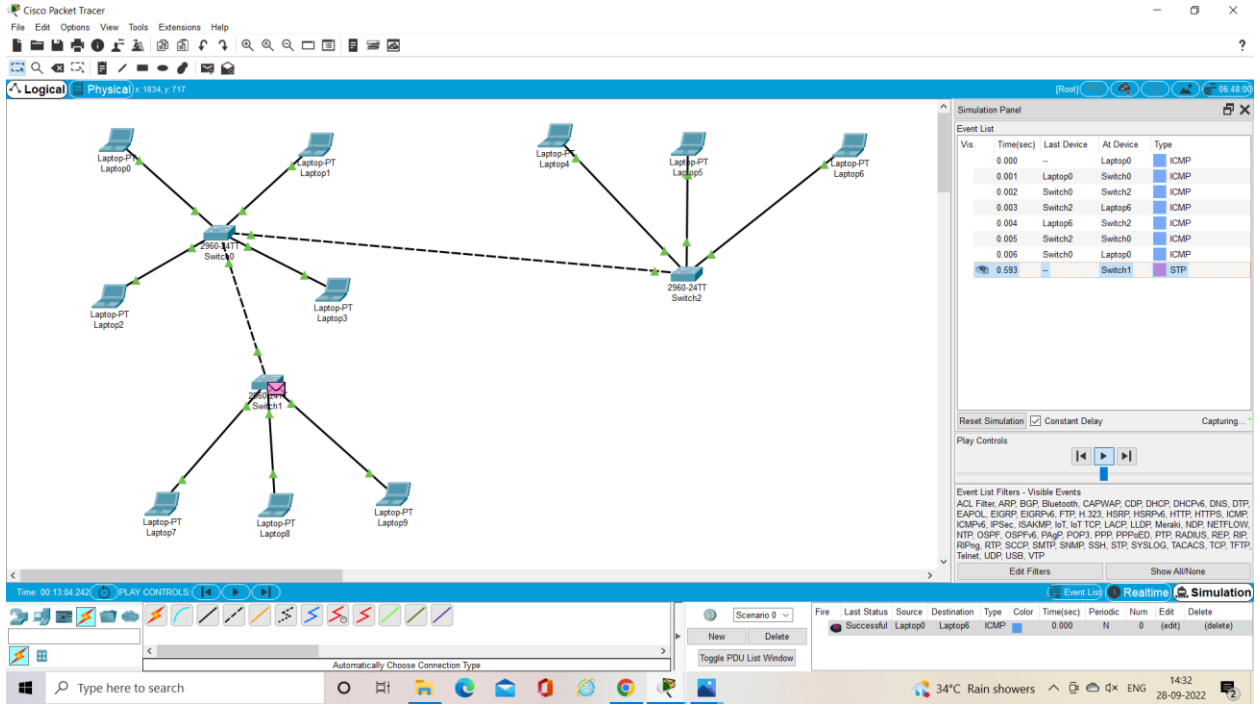 Cisco Packet Tracer
File Edit Options View Tools Extensions Help
?
Logical Physical x: 1834, y: 717 [Root] 06:48:00
Laptop-PT
Laptop0
Laptop-PT
Laptop1
Laptop-PT
Laptop4
Laptop-PT
Laptop5
Laptop-PT
Laptop6
2960-24TT
Switch0
2960-24TT
Switch2
Laptop-PT
Laptop2
Laptop-PT
Laptop3
2960-24TT
Switch1
Laptop-PT
Laptop7
Laptop-PT
Laptop8
Laptop-PT
Laptop9
Simulation Panel
Event List
Vis. Time(sec) Last Device At Device Type
0.000 -- Laptop0 ICMP
0.001 Laptop0 Switch0 ICMP
0.002 Switch0 Switch2 ICMP
0.003 Switch2 Laptop6 ICMP
0.004 Laptop6 Switch2 ICMP
0.005 Switch2 Switch0 ICMP
0.006 Switch0 Laptop0 ICMP
0.593 -- Switch1 STP
Reset Simulation Constant Delay Capturing...
Play Controls
Event List Filters - Visible Events
ACL Filter, ARP, BGP, Bluetooth, CAPWAP, CDP, DHCP, DHCPv6, DNS, DTP,
EAPOL, EIGRP, EIGRPv6, FTP, H.323, HSRP, HSRPv6, HTTP, HTTPS, ICMP,
ICMPv6, IPSec, ISAKMP, IoT, IoT TCP, LACP, LLDP, Meraki, NDP, NETFLOW,
NTP, OSPF, OSPFv6, PAgP, POP3, PPP, PPPoED, PTP, RADIUS, REP, RIP,
RIPng, RTP, SCCP, SMTP, SNMP, SSH, STP, SYSLOG, TACACS, TCP, TFTP,
Telnet, UDP, USB, VTP
Edit Filters Show All/None
Time: 00:13:04.242 PLAY CONTROLS: Event List Realtime Simulation
Scenario 0
New Delete
Toggle PDU List Window
Fire Last Status Source Destination Type Color Time(sec) Periodic Num Edit Delete
Successful Laptop0 Laptop6 ICMP 0.000 N 0 (edit) (delete)
Automatically Choose Connection Type
Type here to search
34°C Rain showers ENG 14:32
28-09-2022
2